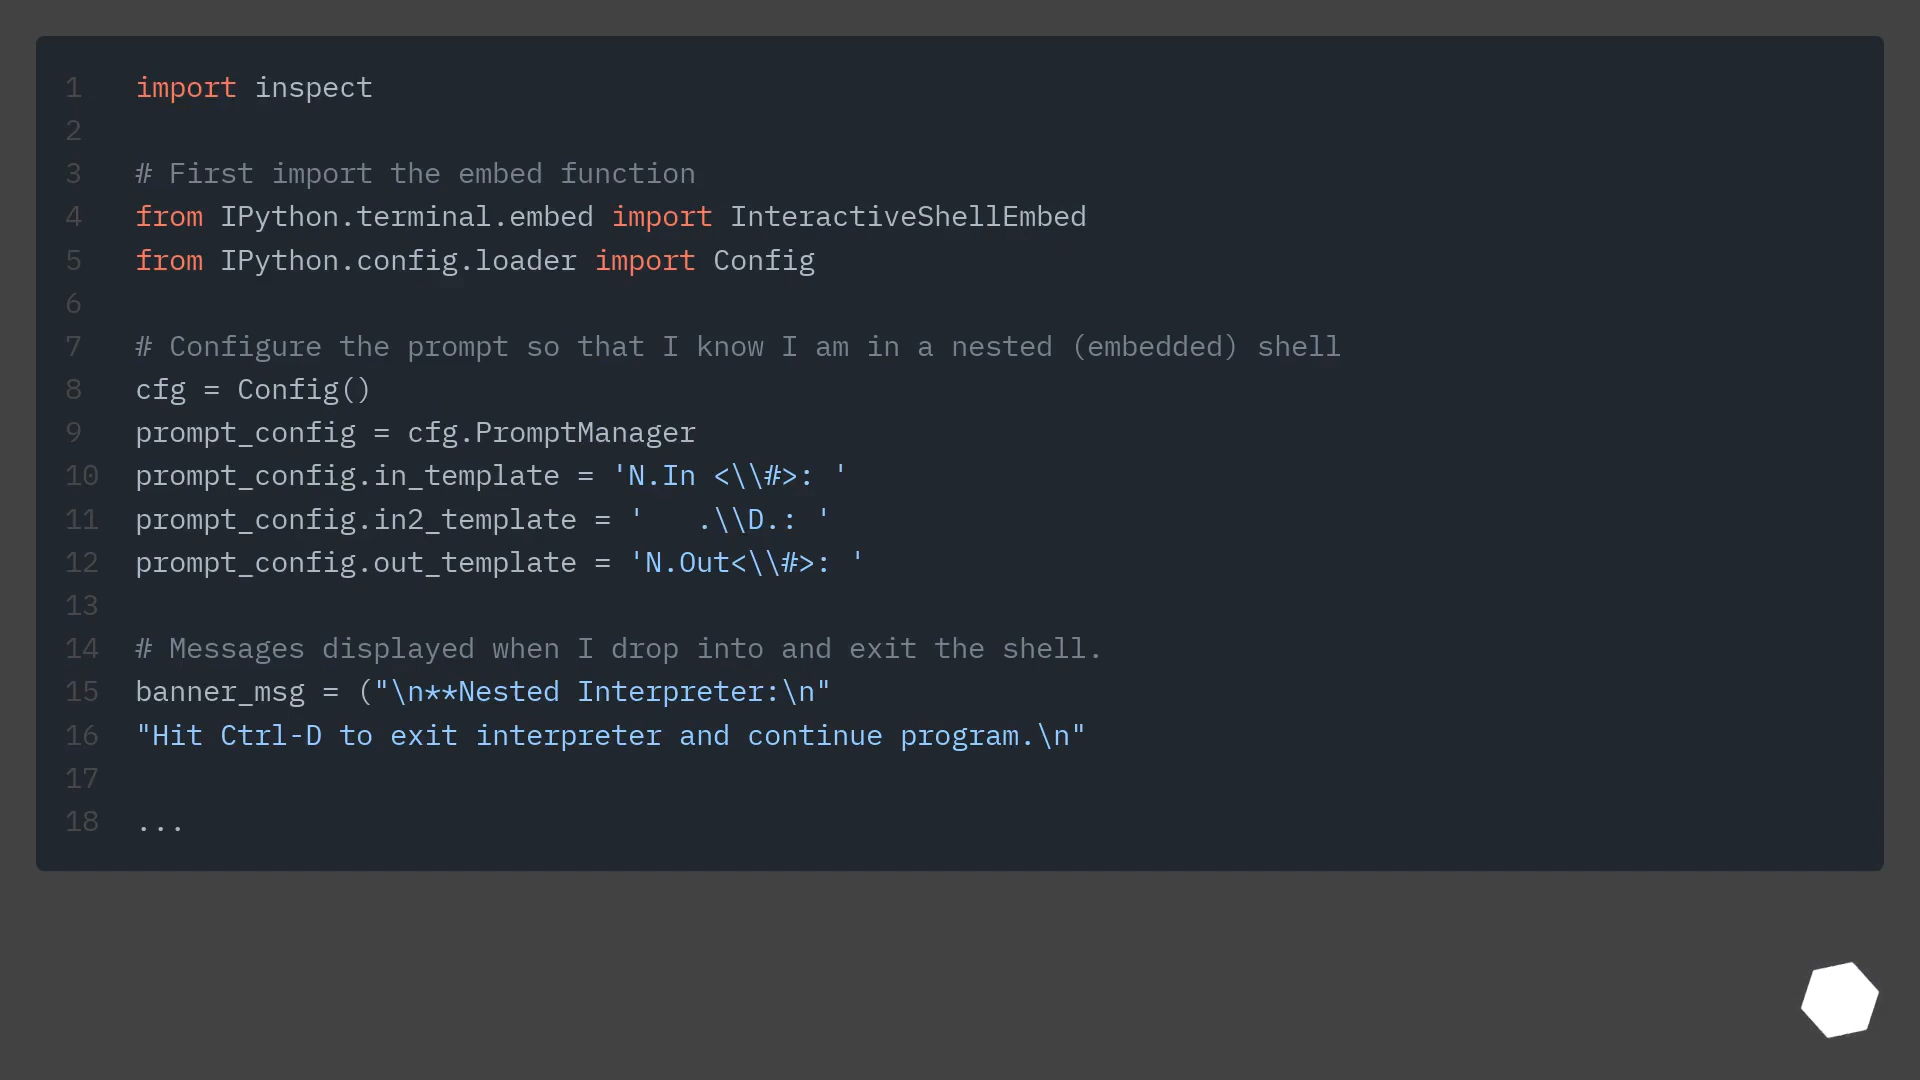 1 import inspect
2
3 # First import the embed function
4 from IPython.terminal.embed import InteractiveShellEmbed
5 from IPython.config.loader import Config
6
7 # Configure the prompt so that I know I am in a nested (embedded) shell
8 cfg = Config()
9 prompt_config = cfg.PromptManager
10 prompt_config.in_template = 'N.In <\\#>: '
11 prompt_config.in2_template = '   .\\D.: '
12 prompt_config.out_template = 'N.Out<\\#>: '
13
14 # Messages displayed when I drop into and exit the shell.
15 banner_msg = ("\n**Nested Interpreter:\n"
16 "Hit Ctrl-D to exit interpreter and continue program.\n"
17
18 ...